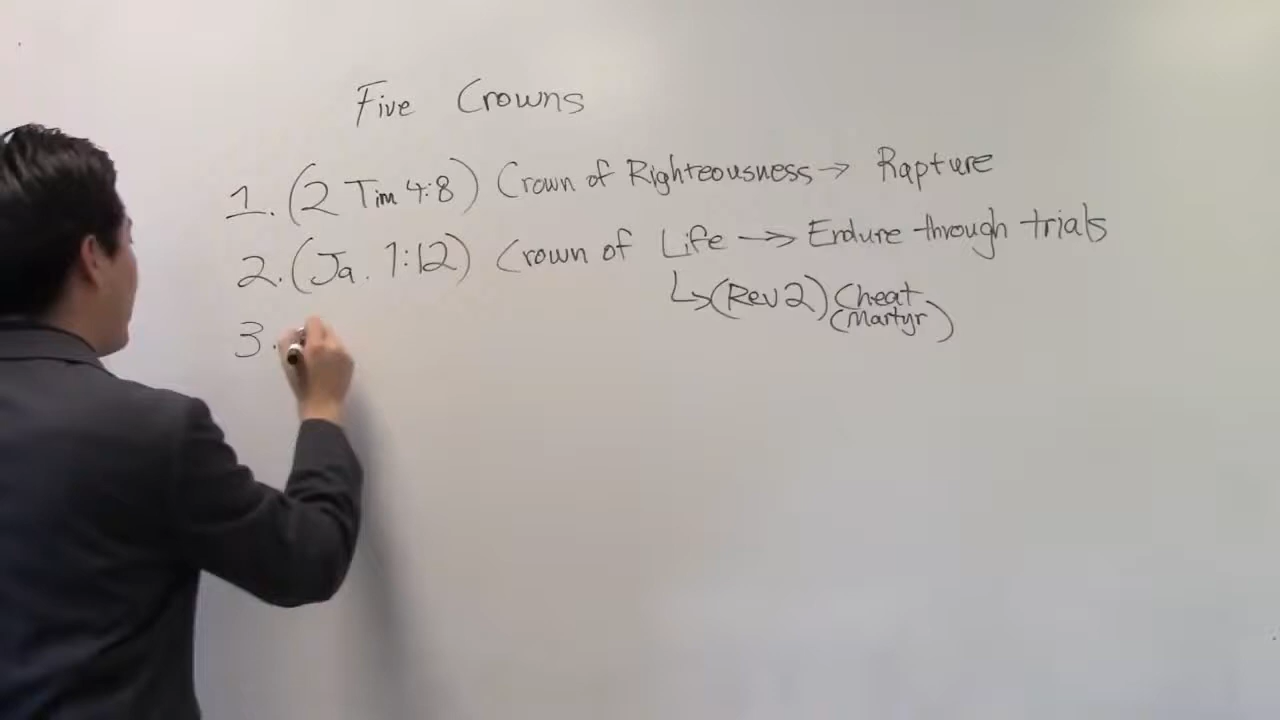 Five Crowns
1. (2 Tim 4:8) Crown of Righteousness → Rapture
2. (Ja. 1:12) Crown of Life → Endure through trials
↳ (Rev 2) Cheat
(Martyr)
3.